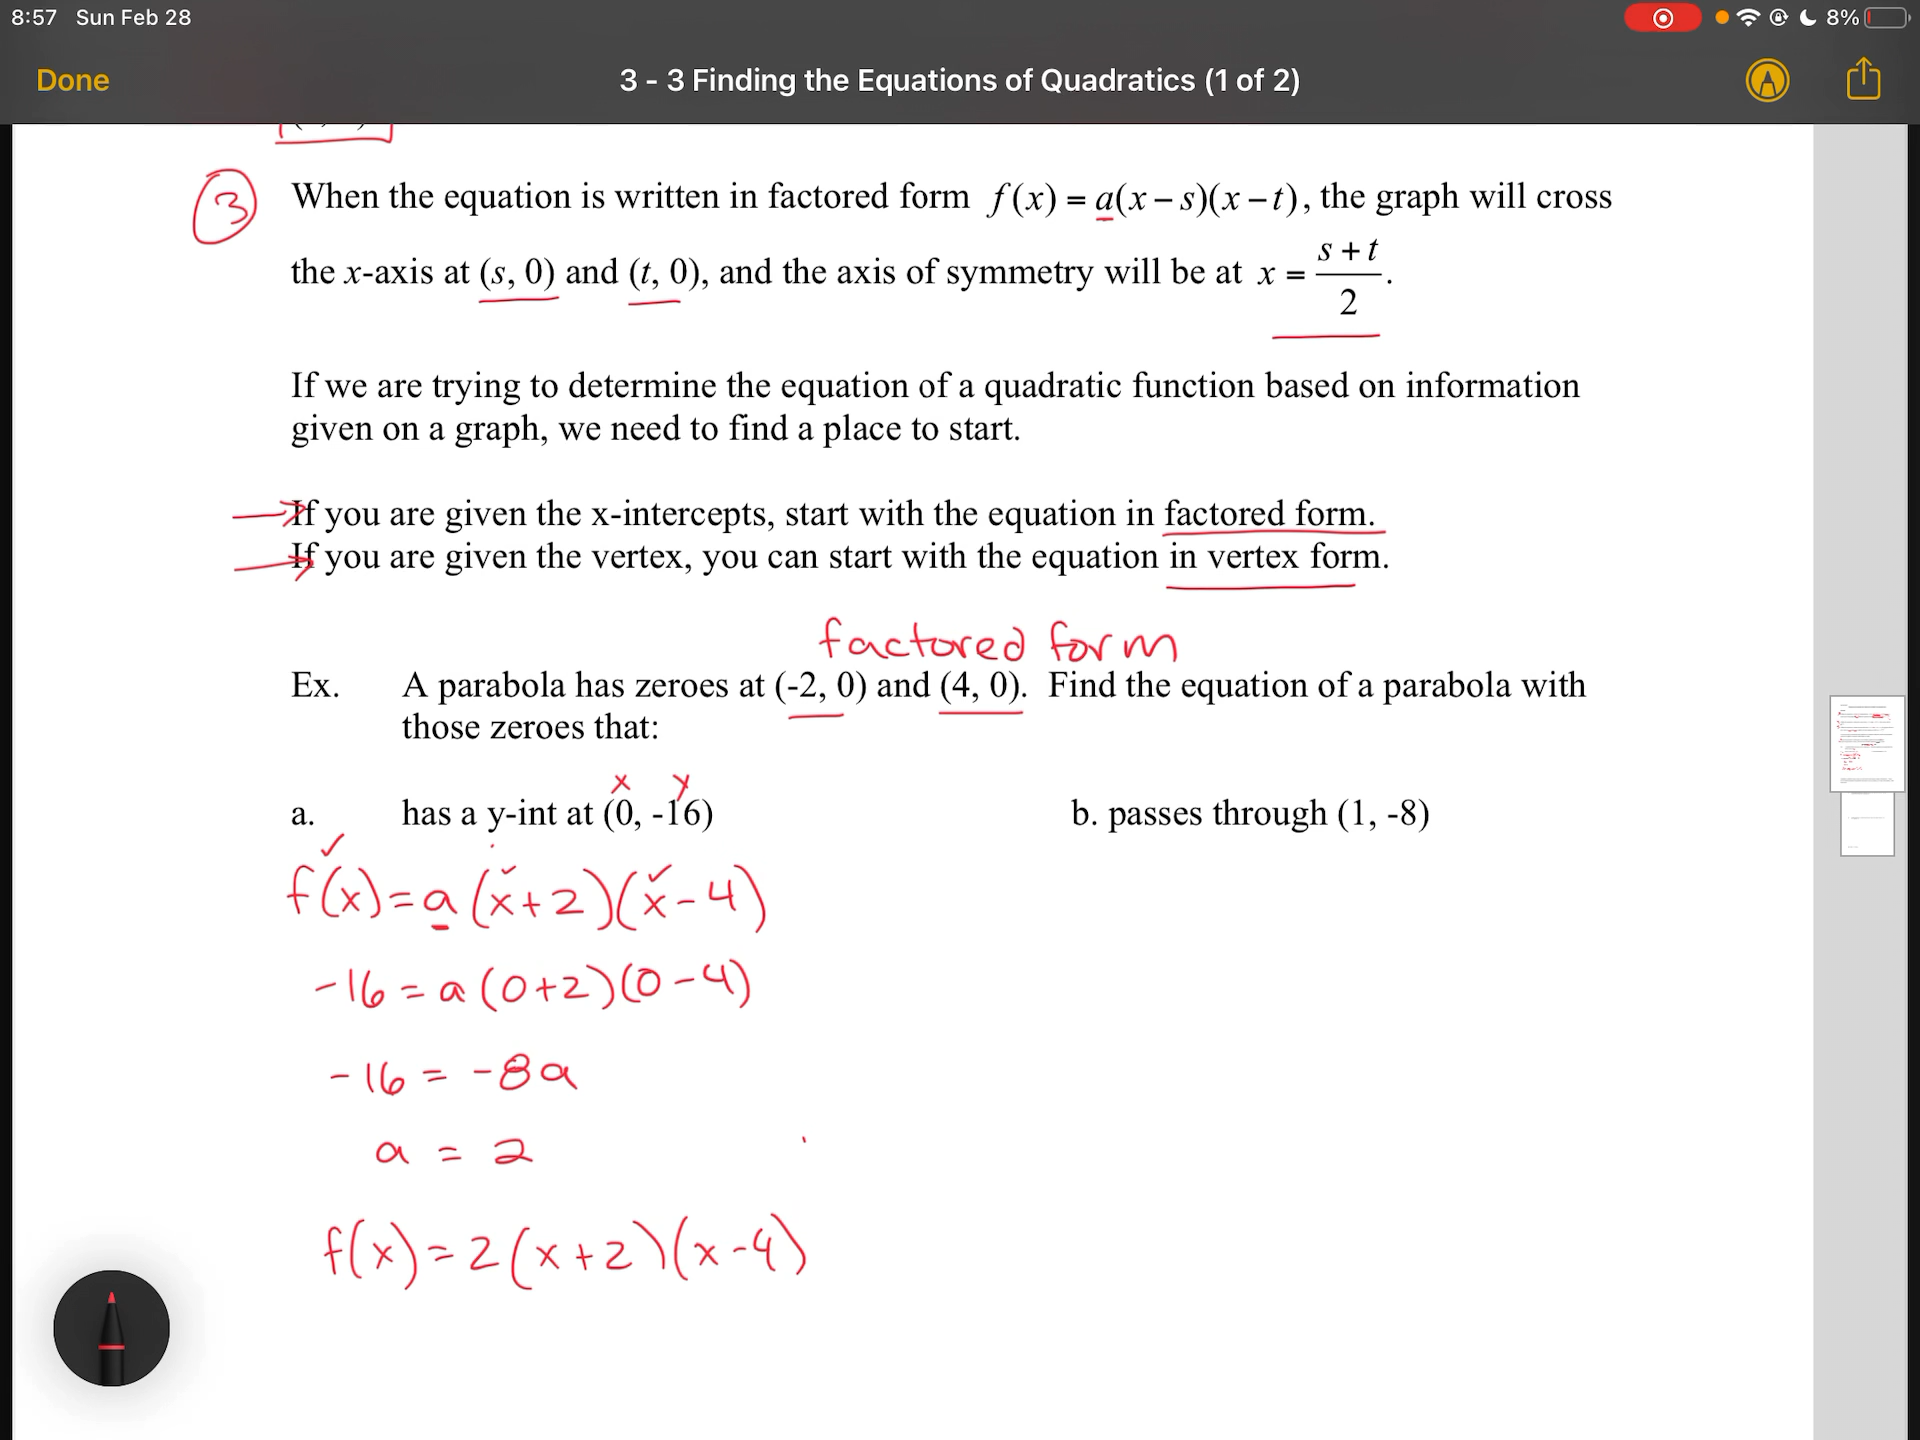 8:57 Sun Feb 28
8%
Done
3 - 3 Finding the Equations of Quadratics (1 of 2)
3
When the equation is written in factored form f(x) = a(x – s)(x – t), the graph will cross
the x-axis at (s, 0) and (t, 0), and the axis of symmetry will be at x = (s + t)/2.
If we are trying to determine the equation of a quadratic function based on information
given on a graph, we need to find a place to start.
If you are given the x-intercepts, start with the equation in factored form.
If you are given the vertex, you can start with the equation in vertex form.
factored form
Ex. A parabola has zeroes at (-2, 0) and (4, 0). Find the equation of a parabola with
those zeroes that:
x y
a. has a y-int at (0, -16)
b. passes through (1, -8)
f(x) = a(x+2)(x-4)
-16 = a(0+2)(0-4)
-16 = -8a
a = 2
f(x) = 2(x+2)(x-4)